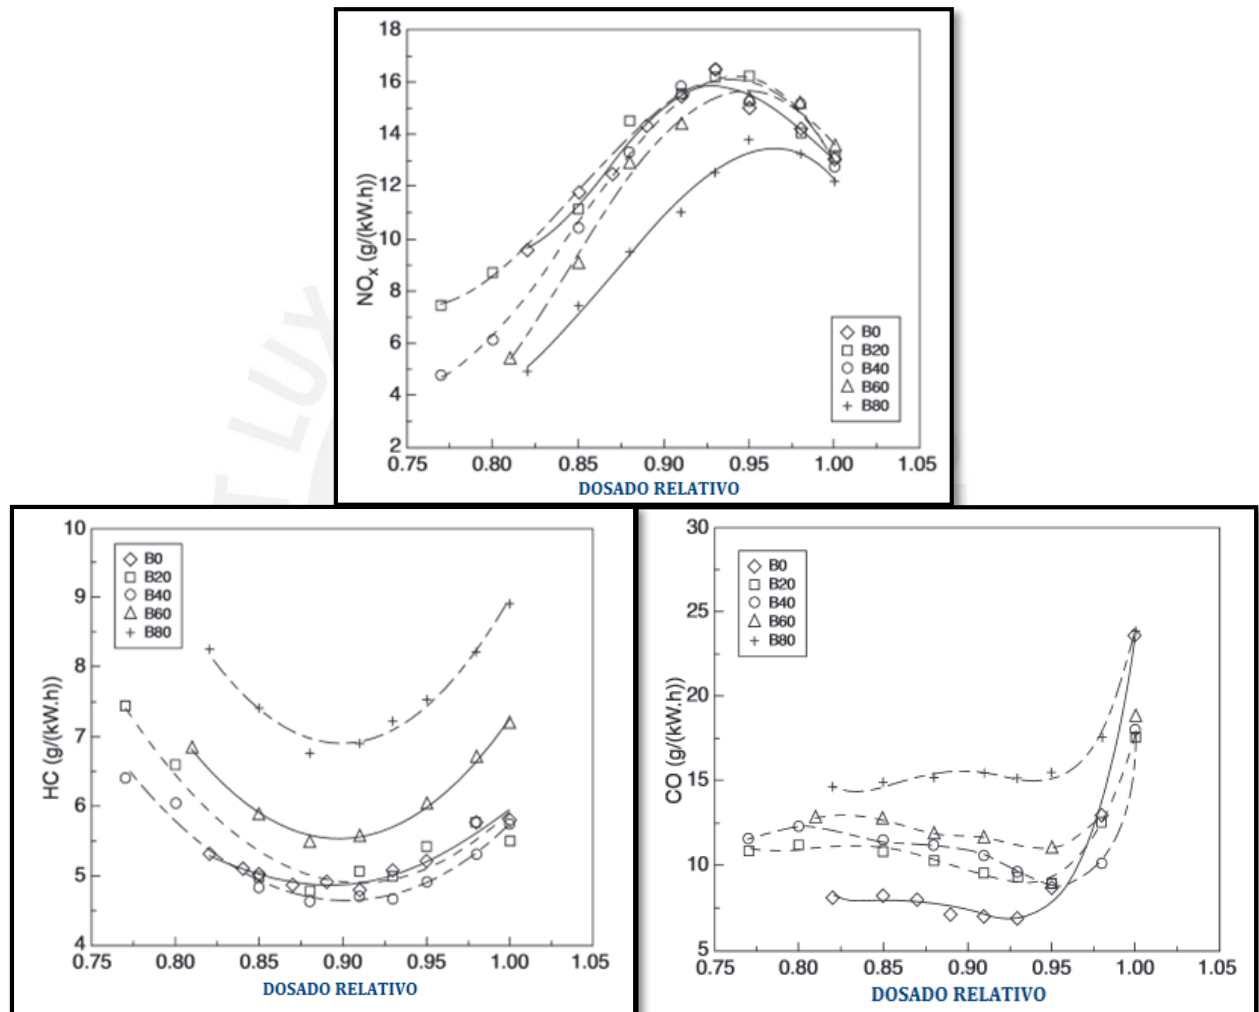 18
16
14
12
10
8
6
4
2
NOx (g/(kW.h))
B0
B20
B40
B60
B80
0.75 0.80 0.85 0.90 0.95 1.00 1.05
DOSADO RELATIVO
T LUX
10
9
8
7
6
5
4
HC (g/(kW.h))
B0
B20
B40
B60
B80
0.75 0.80 0.85 0.90 0.95 1.00 1.05
DOSADO RELATIVO
30
25
20
15
10
5
CO (g/(kW.h))
B0
B20
B40
B60
B80
0.75 0.80 0.85 0.90 0.95 1.00 1.05
DOSADO RELATIVO